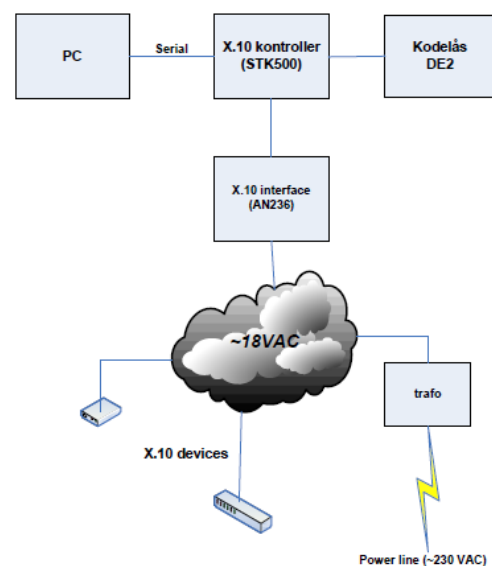 PC
Serial
X.10 kontroller
(STK500)
Kodelås
DE2
X.10 interface
(AN236)
~18VAC
trafo
X.10 devices
Power line (~230 VAC)